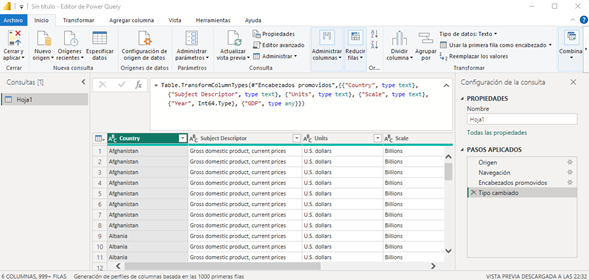 Sin título - Editor de Power Query
Archivo Inicio Transformar Agregar columna Vista Herramientas Ayuda
Cerrar y aplicar
Nuevo origen
Orígenes recientes
Especificar datos
Configuración de origen de datos
Administrar parámetros
Actualizar vista previa
Propiedades
Editor avanzado
Administrar
Administrar columnas
Reducir filas
Dividir columna
Agrupar por
Tipo de datos: Texto
Usar la primera fila como encabezado
Reemplazar los valores
Combinar
Cerrar
Nueva consulta
Orígenes de datos
Parámetros
Consulta
Or...
Transformar
Consultas [1]
Hoja1
= Table.TransformColumnTypes(#"Encabezados promovidos",{{"Country", type text},
{"Subject Descriptor", type text}, {"Units", type text}, {"Scale", type text},
{"Year", Int64.Type}, {"GDP", type any}})
Country Subject Descriptor Units Scale
1 Afghanistan Gross domestic product, current prices U.S. dollars Billions
2 Afghanistan Gross domestic product, current prices U.S. dollars Billions
3 Afghanistan Gross domestic product, current prices U.S. dollars Billions
4 Afghanistan Gross domestic product, current prices U.S. dollars Billions
5 Afghanistan Gross domestic product, current prices U.S. dollars Billions
6 Afghanistan Gross domestic product, current prices U.S. dollars Billions
7 Afghanistan Gross domestic product, current prices U.S. dollars Billions
8 Afghanistan Gross domestic product, current prices U.S. dollars Billions
9 Afghanistan Gross domestic product, current prices U.S. dollars Billions
10 Albania Gross domestic product, current prices U.S. dollars Billions
11 Albania Gross domestic product, current prices U.S. dollars Billions
12
Configuración de la consulta
PROPIEDADES
Nombre
Hoja1
Todas las propiedades
PASOS APLICADOS
Origen
Navegación
Encabezados promovidos
Tipo cambiado
6 COLUMNAS, 999+ FILAS Generación de perfiles de columnas basada en las 1000 primeras filas VISTA PREVIA DESCARGADA A LAS 22:32